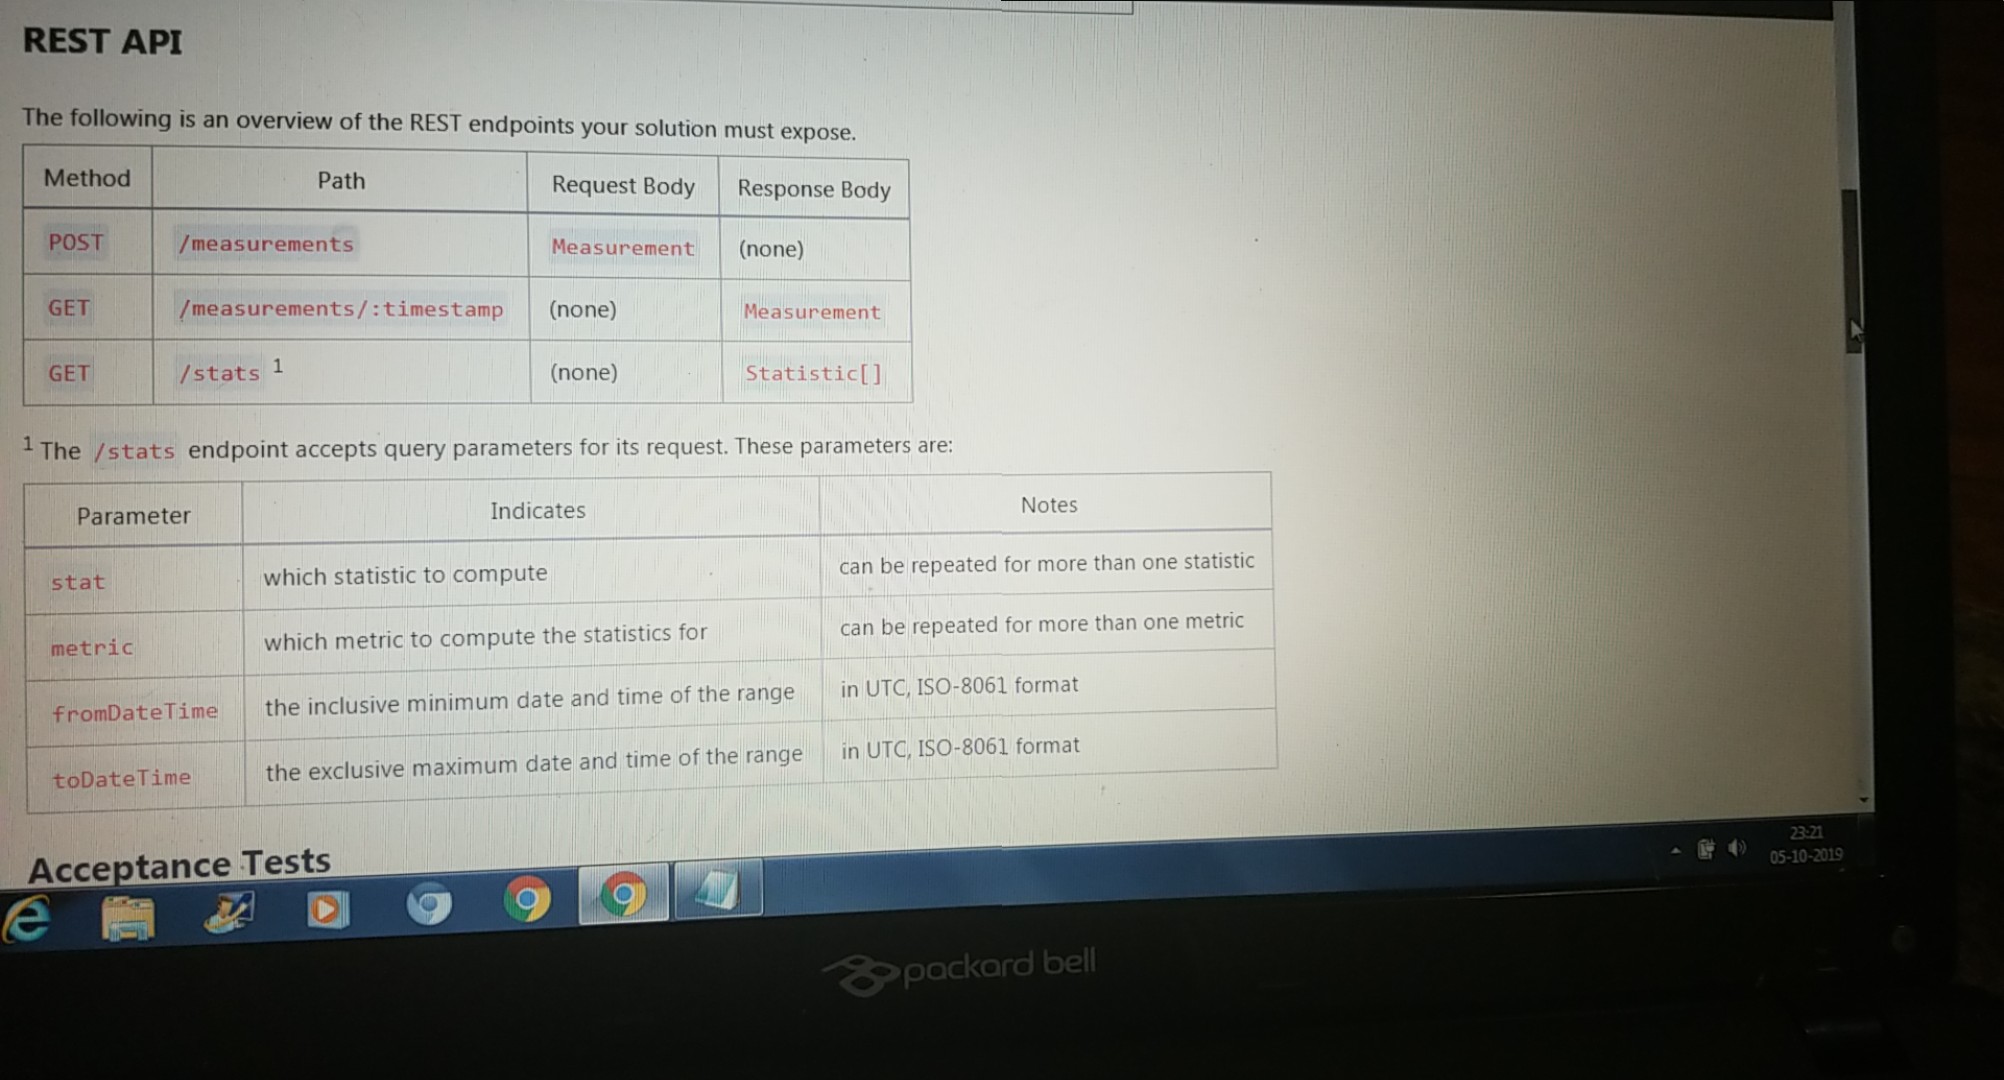 REST API
The following is an overview of the REST endpoints your solution must expose.
Method Path Request Body Response Body
POST /measurements Measurement (none)
GET /measurements/:timestamp (none) Measurement
GET /stats 1 (none) Statistic[]
1 The /stats endpoint accepts query parameters for its request. These parameters are:
Parameter Indicates Notes
stat which statistic to compute can be repeated for more than one statistic
metric which metric to compute the statistics for can be repeated for more than one metric
fromDateTime the inclusive minimum date and time of the range in UTC, ISO-8061 format
toDateTime the exclusive maximum date and time of the range in UTC, ISO-8061 format
Acceptance Tests
23:21
05-10-2019
packard bell